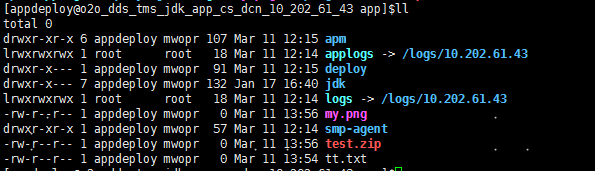 [appdeploy@o2o_dds_tms_jdk_app_cs_dcn_10_202_61_43 app]$ll
total 0
drwxr-xr-x 6 appdeploy mwopr 107 Mar 11 12:15 apm
lrwxrwxrwx 1 root      root   18 Mar 11 12:14 applogs -> /logs/10.202.61.43
drwxr-x--- 1 appdeploy mwopr  91 Mar 11 12:15 deploy
drwxr-x--- 7 appdeploy mwopr 132 Jan 17 16:40 jdk
lrwxrwxrwx 1 root      root   18 Mar 11 12:14 logs -> /logs/10.202.61.43
-rw-r--r-- 1 appdeploy mwopr   0 Mar 11 13:56 my.png
drwxr-xr-x 1 appdeploy mwopr  57 Mar 11 12:14 smp-agent
-rw-r--r-- 1 appdeploy mwopr   0 Mar 11 13:56 test.zip
-rw-r--r-- 1 appdeploy mwopr   0 Mar 11 13:54 tt.txt